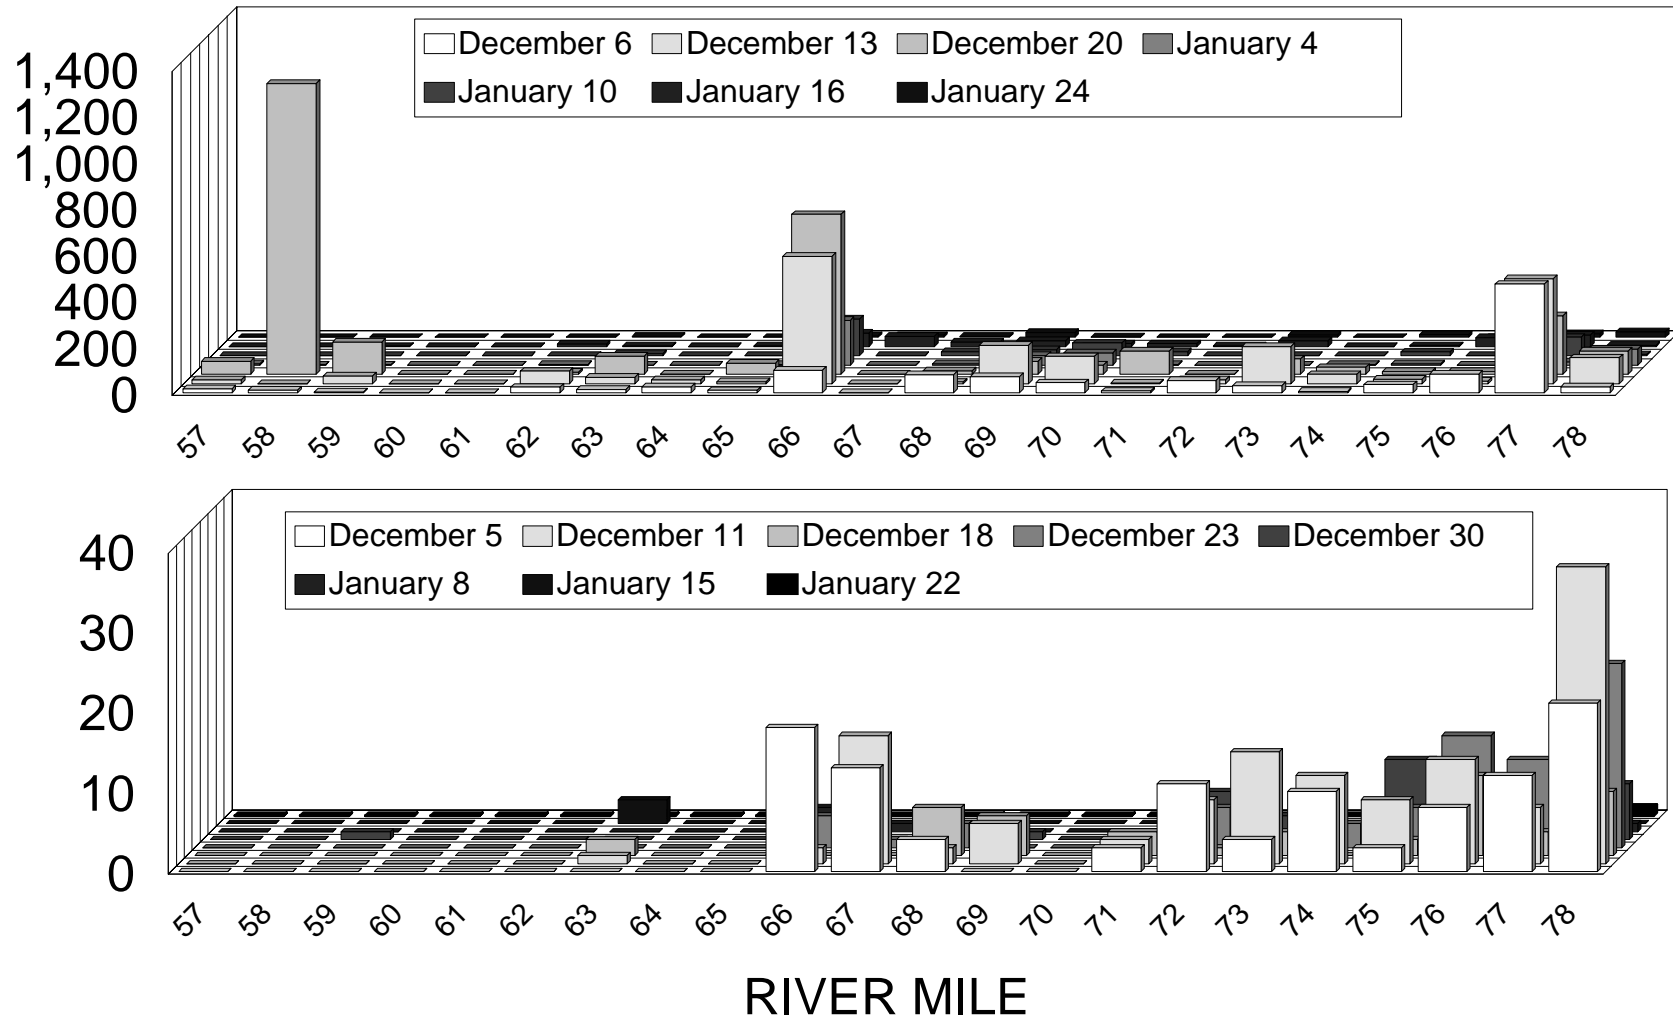 December 6 December 13 December 20 January 4
January 10 January 16 January 24
1,400
1,200
1,000
800
600
400
200
0
57 58 59 60 61 62 63 64 65 66 67 68 69 70 71 72 73 74 75 76 77 78
December 5 December 11 December 18 December 23 December 30
January 8 January 15 January 22
40
30
20
10
0
57 58 59 60 61 62 63 64 65 66 67 68 69 70 71 72 73 74 75 76 77 78
RIVER MILE